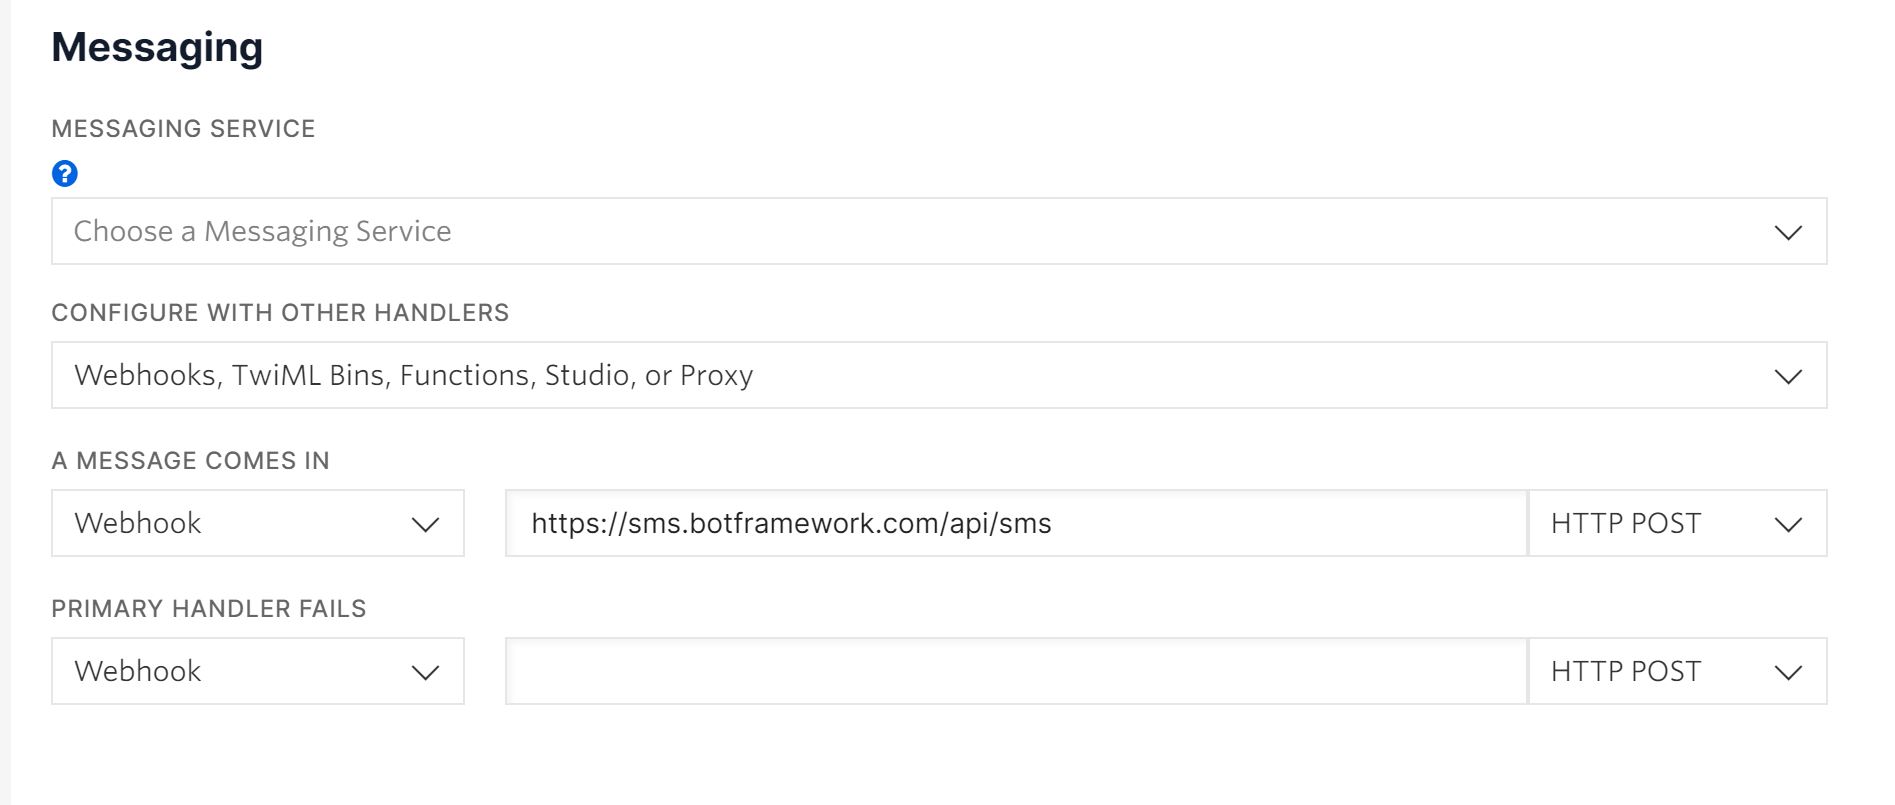 Messaging
MESSAGING SERVICE
?
Choose a Messaging Service
CONFIGURE WITH OTHER HANDLERS
Webhooks, TwiML Bins, Functions, Studio, or Proxy
A MESSAGE COMES IN
Webhook https://sms.botframework.com/api/sms HTTP POST
PRIMARY HANDLER FAILS
Webhook HTTP POST